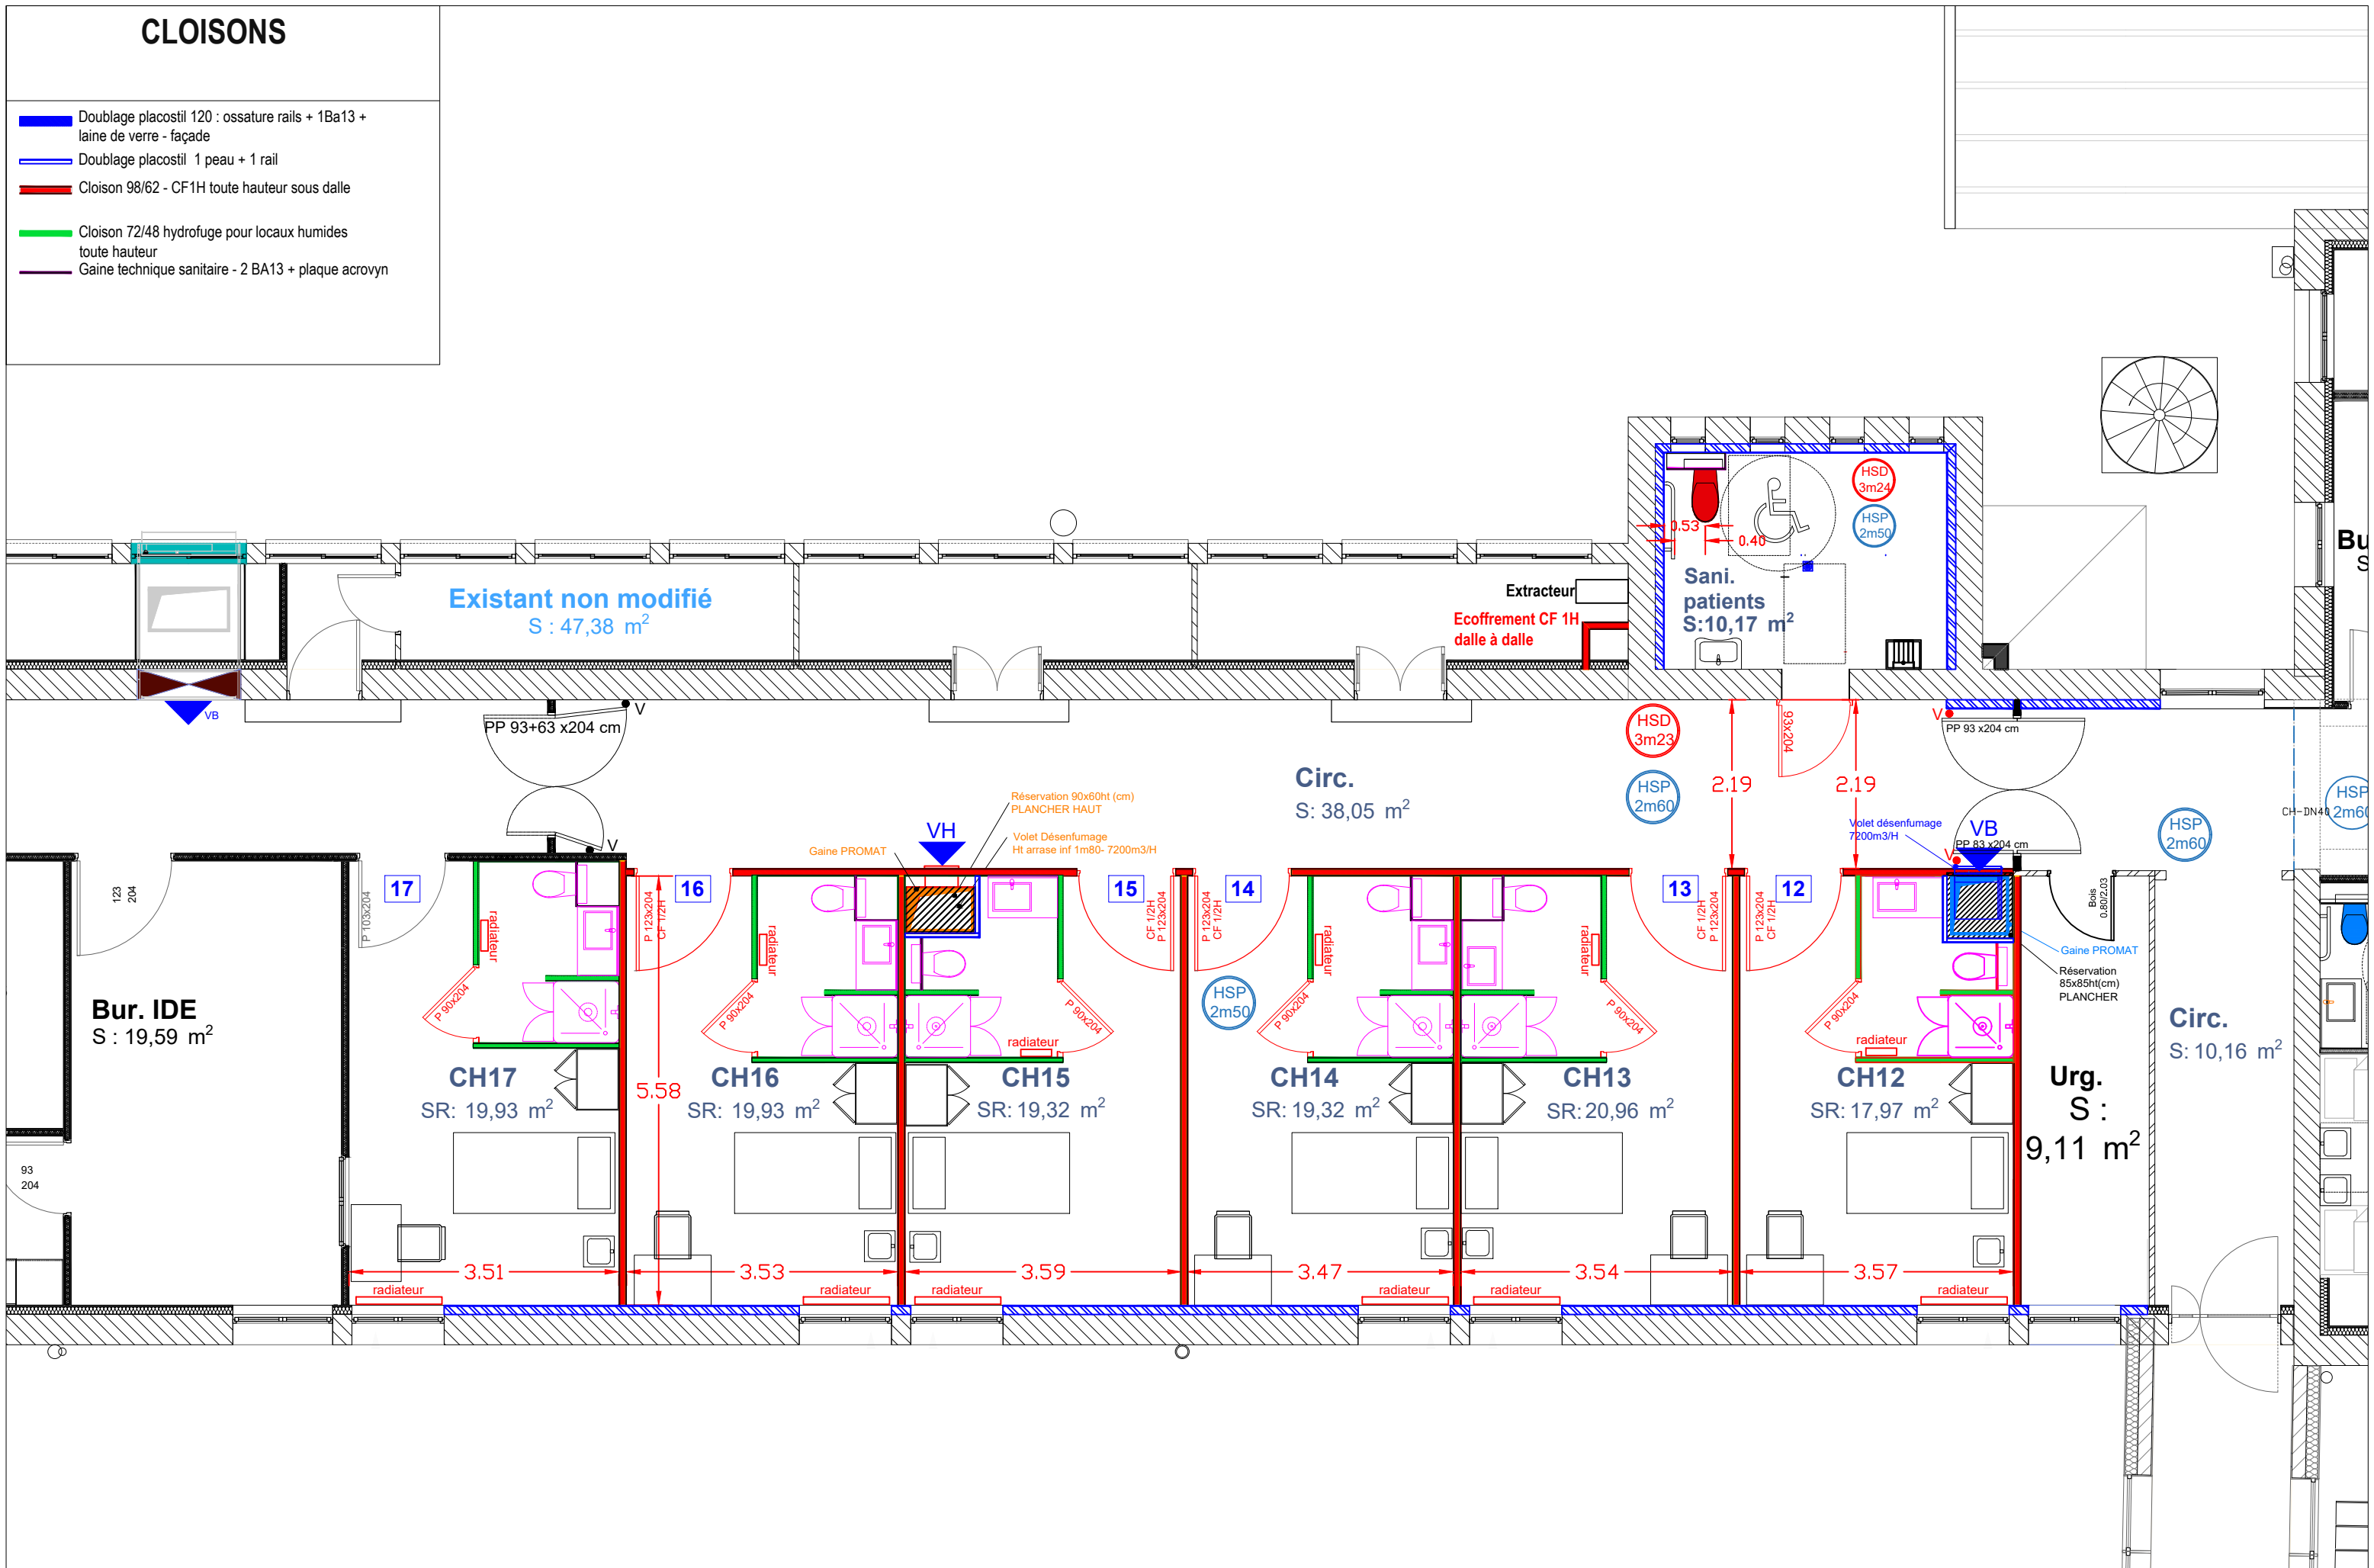 CLOISONS
Doublage placostil 120 : ossature rails + 1Ba13 +
laine de verre - façade
Doublage placostil 1 peau + 1 rail
Cloison 98/62 - CF1H toute hauteur sous dalle
Cloison 72/48 hydrofuge pour locaux humides
toute hauteur
Gaine technique sanitaire - 2 BA13 + plaque acrovyn
HSD
3m24
HSP
2m50
0.53
0.40
Sani.
patients
S:10,17 m²
Existant non modifié
S : 47,38 m²
Extracteur
Ecoffrement CF 1H
dalle à dalle
Bu
S
VB
V
PP 93+63 x204 cm
V
HSD
3m23
HSP
2m60
Circ.
S: 38,05 m²
2.19
93x204
2.19
V
PP 93 x204 cm
HSP
2m60
HSP
2m60
CH-DN40
Réservation 90x60ht (cm)
PLANCHER HAUT
Volet Désenfumage
Ht arrase inf 1m80- 7200m3/H
Gaine PROMAT
VH
Volet désenfumage
7200m3/H
VB
PP 83 x204 cm
V
123
204
17
P 103x204
16
P 123x204
CF 1/2H
15
CF 1/2H
P 123x204
14
P 123x204
CF 1/2H
13
CF 1/2H
P 123x204
12
P 123x204
CF 1/2H
Bois
0.80/2.03
Gaine PROMAT
Réservation
85x85ht(cm)
PLANCHER
radiateur
radiateur
radiateur
radiateur
radiateur
radiateur
P 90x204
P 90x204
P 90x204
P 90x204
P 90x204
P 90x204
HSP
2m50
Bur. IDE
S : 19,59 m²
CH17
SR: 19,93 m²
5.58
CH16
SR: 19,93 m²
CH15
SR: 19,32 m²
CH14
SR: 19,32 m²
CH13
SR: 20,96 m²
CH12
SR: 17,97 m²
Urg.
S :
9,11 m²
Circ.
S: 10,16 m²
93
204
3.51
3.53
3.59
3.47
3.54
3.57
radiateur
radiateur
radiateur
radiateur
radiateur
radiateur